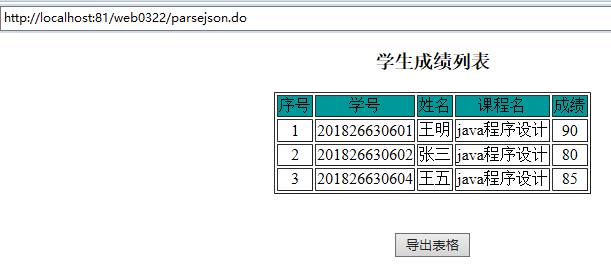 http://localhost:81/web0322/parsejson.do
学生成绩列表
序号 学号 姓名 课程名 成绩
1 201826630601 王明 java程序设计 90
2 201826630602 张三 java程序设计 80
3 201826630604 王五 java程序设计 85
导出表格